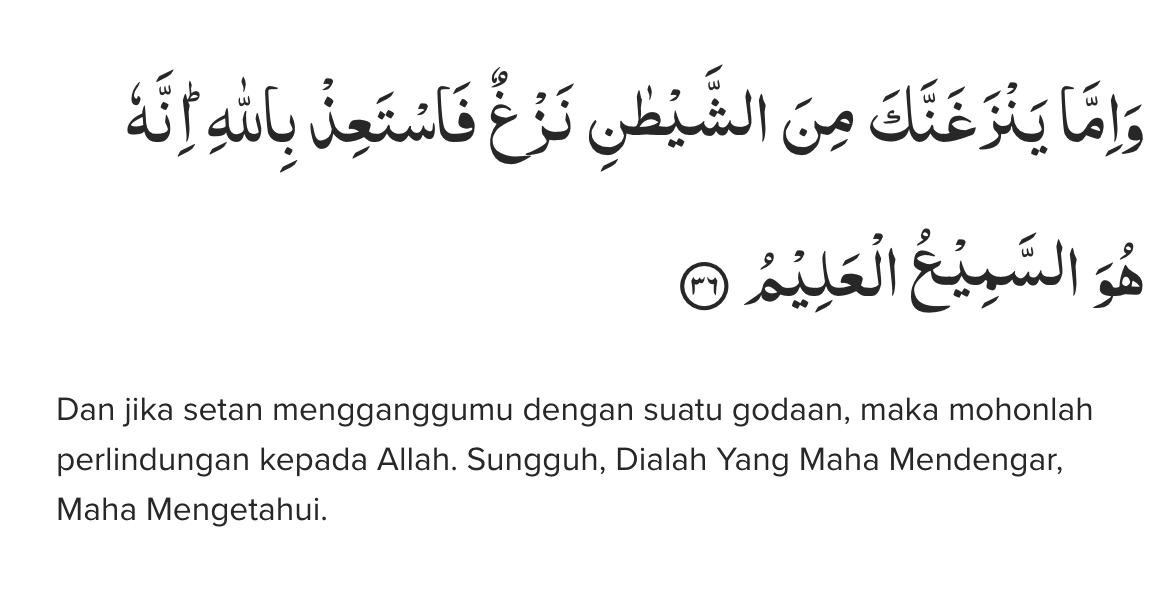 وَاِمَّا يَنْزَغَنَّكَ مِنَ الشَّيْطٰنِ نَزْغٌ فَاسْتَعِذْ بِاللّٰهِ ۗاِنَّهٗ
هُوَ السَّمِيْعُ الْعَلِيْمُ ٣٦
Dan jika setan mengganggumu dengan suatu godaan, maka mohonlah
perlindungan kepada Allah. Sungguh, Dialah Yang Maha Mendengar,
Maha Mengetahui.